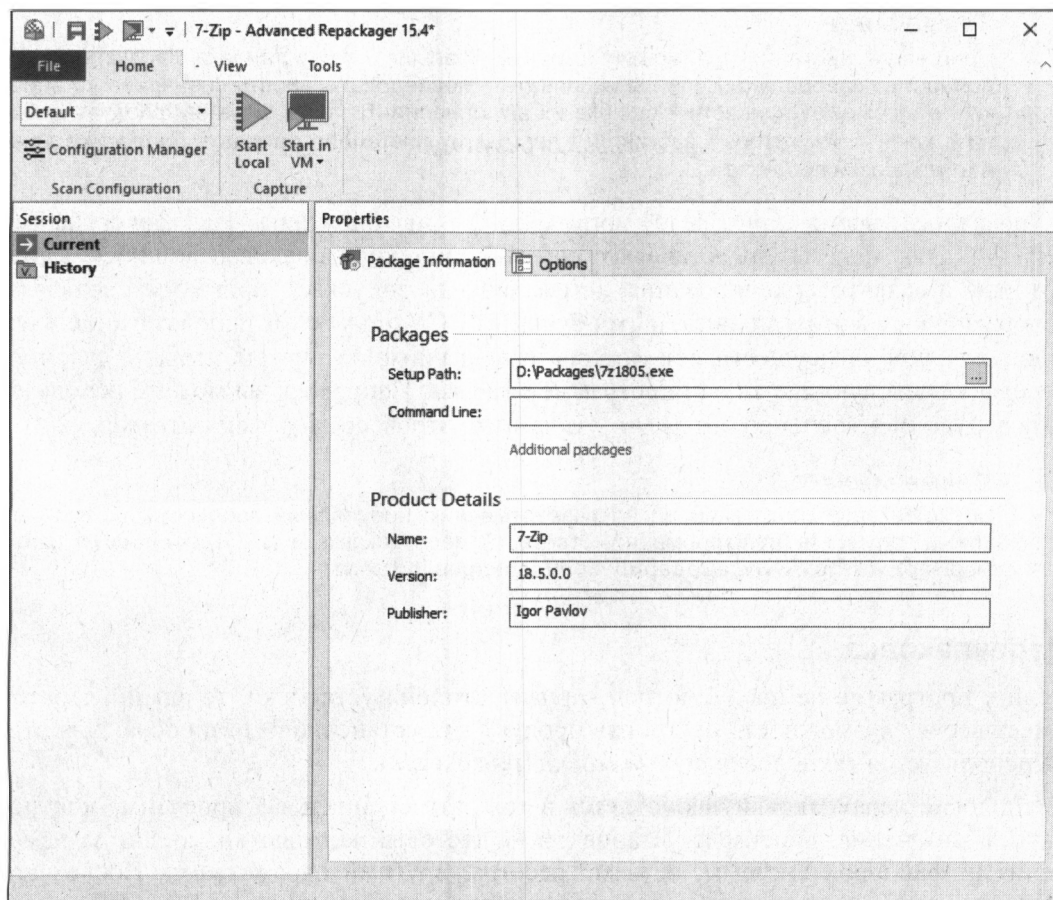 7-Zip - Advanced Repackager 15.4*
File Home View Tools
Default
Configuration Manager
Start Local
Start in VM
Scan Configuration
Capture
Session
Current
History
Properties
Package Information
Options
Packages
Setup Path: D:\Packages\7z1805.exe
...
Command Line:
Additional packages
Product Details
Name: 7-Zip
Version: 18.5.0.0
Publisher: Igor Pavlov